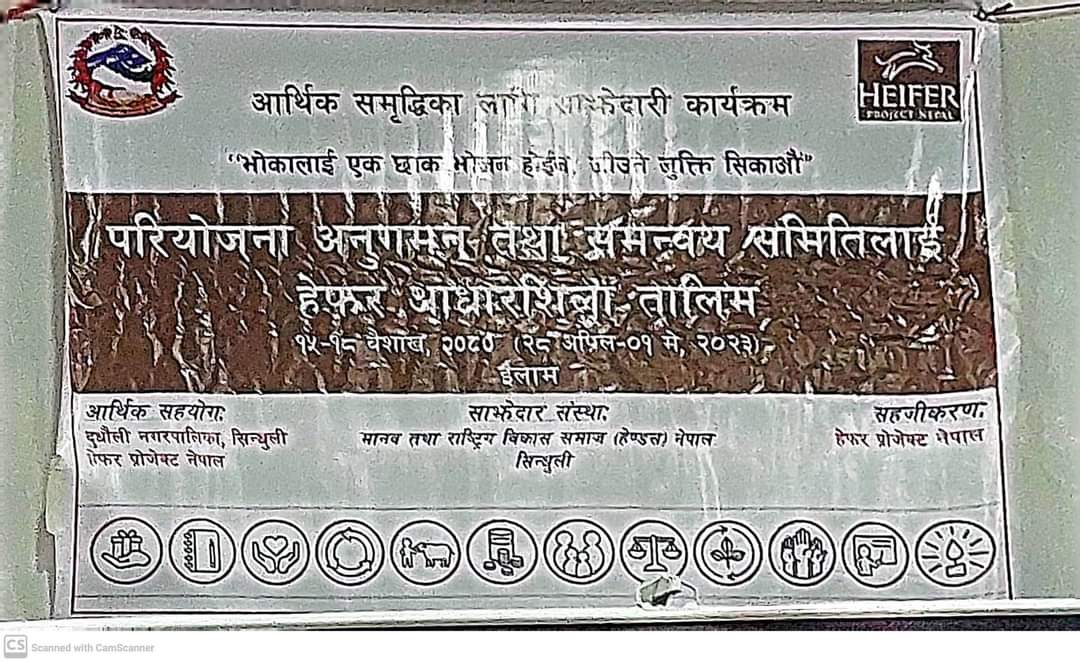 HEIFER
PROJECT NEPAL
आर्थिक समृद्धिका लागि साझेदारी कार्यक्रम
"भोकालाई एक छाक भोजन होईन, जीउने जुक्ति सिकाऔं"
परियोजना अनुगमन तथा समन्वय समितिलाई
हेफर आधारशिला तालिम
१५-१८ बैशाख, २०८० (२८ अप्रिल-०१ मे, २०२३)
ईलाम
आर्थिक सहयोग:
दुधौली नगरपालिका, सिन्धुली
हेफर प्रोजेक्ट नेपाल
साझेदार संस्था:
मानव तथा राष्ट्रिय विकास समाज (हेण्डस) नेपाल
सिन्धुली
सहजीकरण:
हेफर प्रोजेक्ट नेपाल
CS Scanned with CamScanner